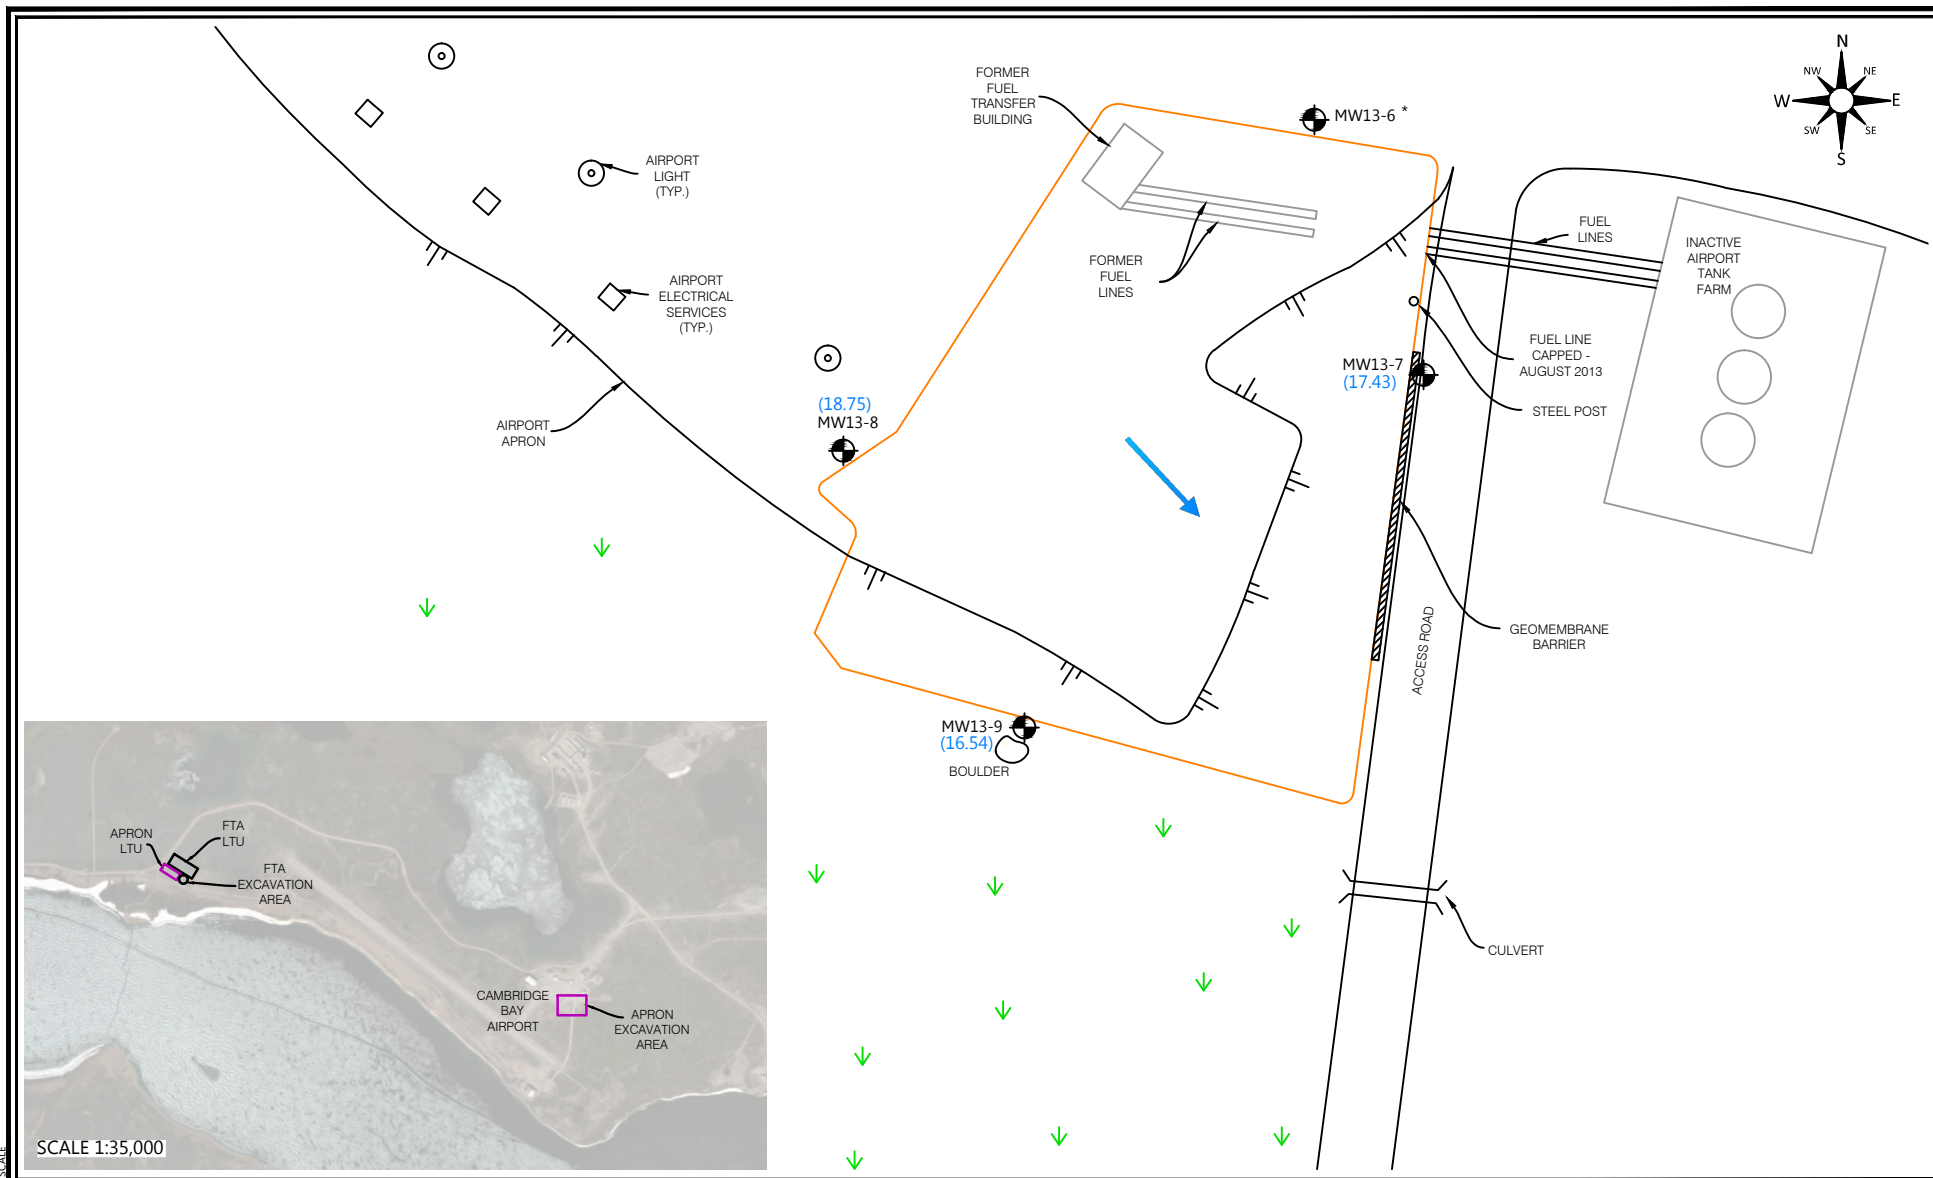 N
NW
NE
W
E
SW
SE
S
FORMER
FUEL
TRANSFER
BUILDING
MW13-6 *
AIRPORT
LIGHT
(TYP.)
FUEL
LINES
INACTIVE
AIRPORT
TANK
FARM
FORMER
FUEL
LINES
AIRPORT
ELECTRICAL
SERVICES
(TYP.)
FUEL LINE
CAPPED -
AUGUST 2013
MW13-7
(17.43)
STEEL POST
(18.75)
MW13-8
AIRPORT
APRON
GEOMEMBRANE
BARRIER
ACCESS ROAD
MW13-9
(16.54)
BOULDER
CULVERT
APRON
LTU
FTA
LTU
FTA
EXCAVATION
AREA
CAMBRIDGE
BAY
AIRPORT
APRON
EXCAVATION
AREA
SCALE 1:35,000
SCALE